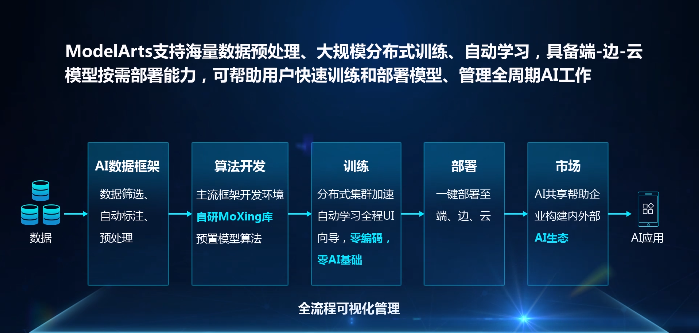 ModelArts支持海量数据预处理、大规模分布式训练、自动学习，具备端-边-云
模型按需部署能力，可帮助用户快速训练和部署模型、管理全周期AI工作
数据
AI数据框架
数据筛选、
自动标注、
预处理
算法开发
主流框架开发环境
自研MoXing库
预置模型算法
训练
分布式集群加速
自动学习全程UI
向导，零编码，
零AI基础
部署
一键部署至
端、边、云
市场
AI共享帮助企
业构建内外部
AI生态
AI应用
全流程可视化管理